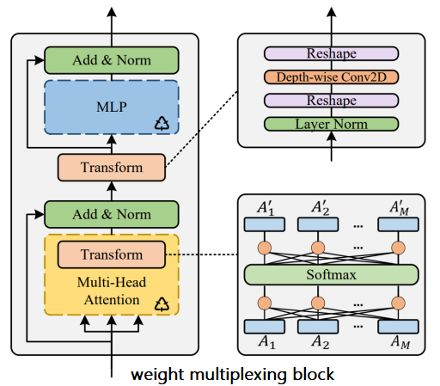 Add & Norm
MLP
Transform
Add & Norm
Transform
Multi-Head
Attention
Reshape
Depth-wise Conv2D
Reshape
Layer Norm
A′₁ A′₂ ... A′M
...
Softmax
...
A₁ A₂ ... AM
weight multiplexing block